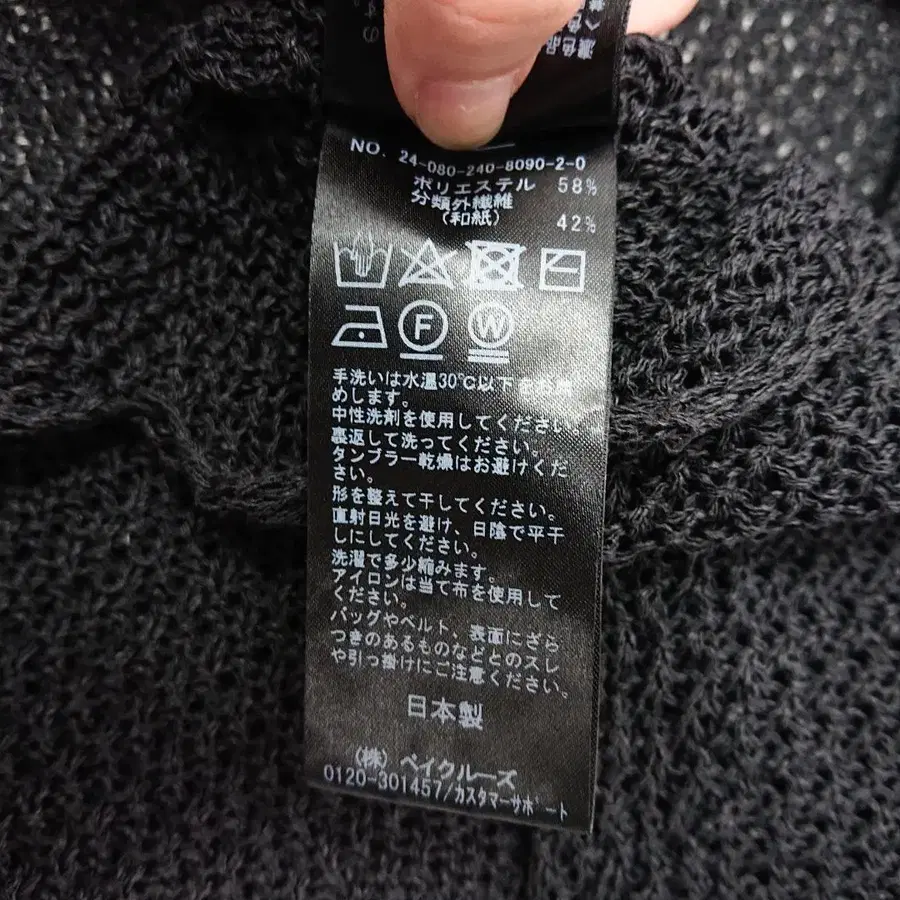 濃色品
NO. 24-080-240-8090-2-0
ポリエステル 58%
分類外繊維
(和紙) 42%
F W
手洗いは水温30℃以下をお薦
めします。
中性洗剤を使用してください。
裏返して洗ってください。
タンブラー乾燥はお避けくだ
さい。
形を整えて干してください。
直射日光を避け、日陰で平干
しにしてください。
洗濯で多少縮みます。
アイロンは当て布を使用して
ください。
バッグやベルト、表面にざら
つきのあるものなどとのスレ
や引っ掛けにご注意ください。
日本製
(株) ベイクルーズ
0120-301457/カスタマーサポート